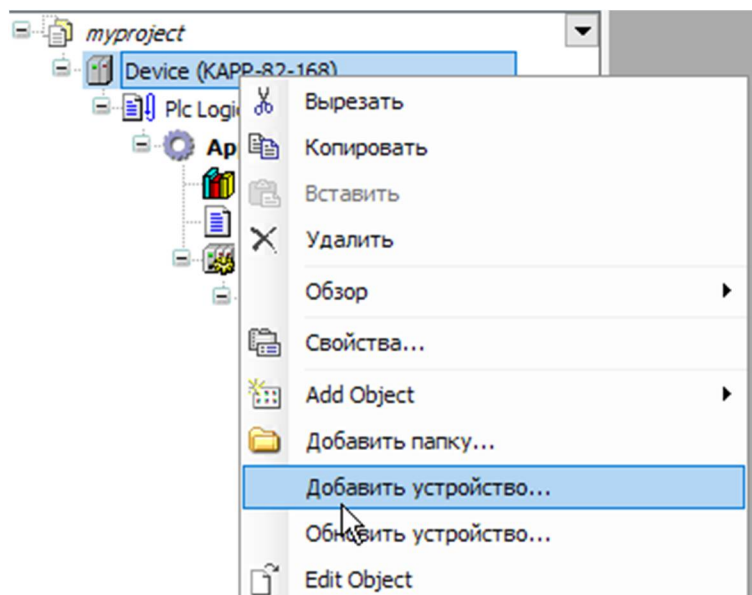 myproject
Device (KAPP-82-168)
Plc Logi
Ap
Вырезать
Копировать
Вставить
Удалить
Обзор
Свойства...
Add Object
Добавить папку...
Добавить устройство...
Обновить устройство...
Edit Object